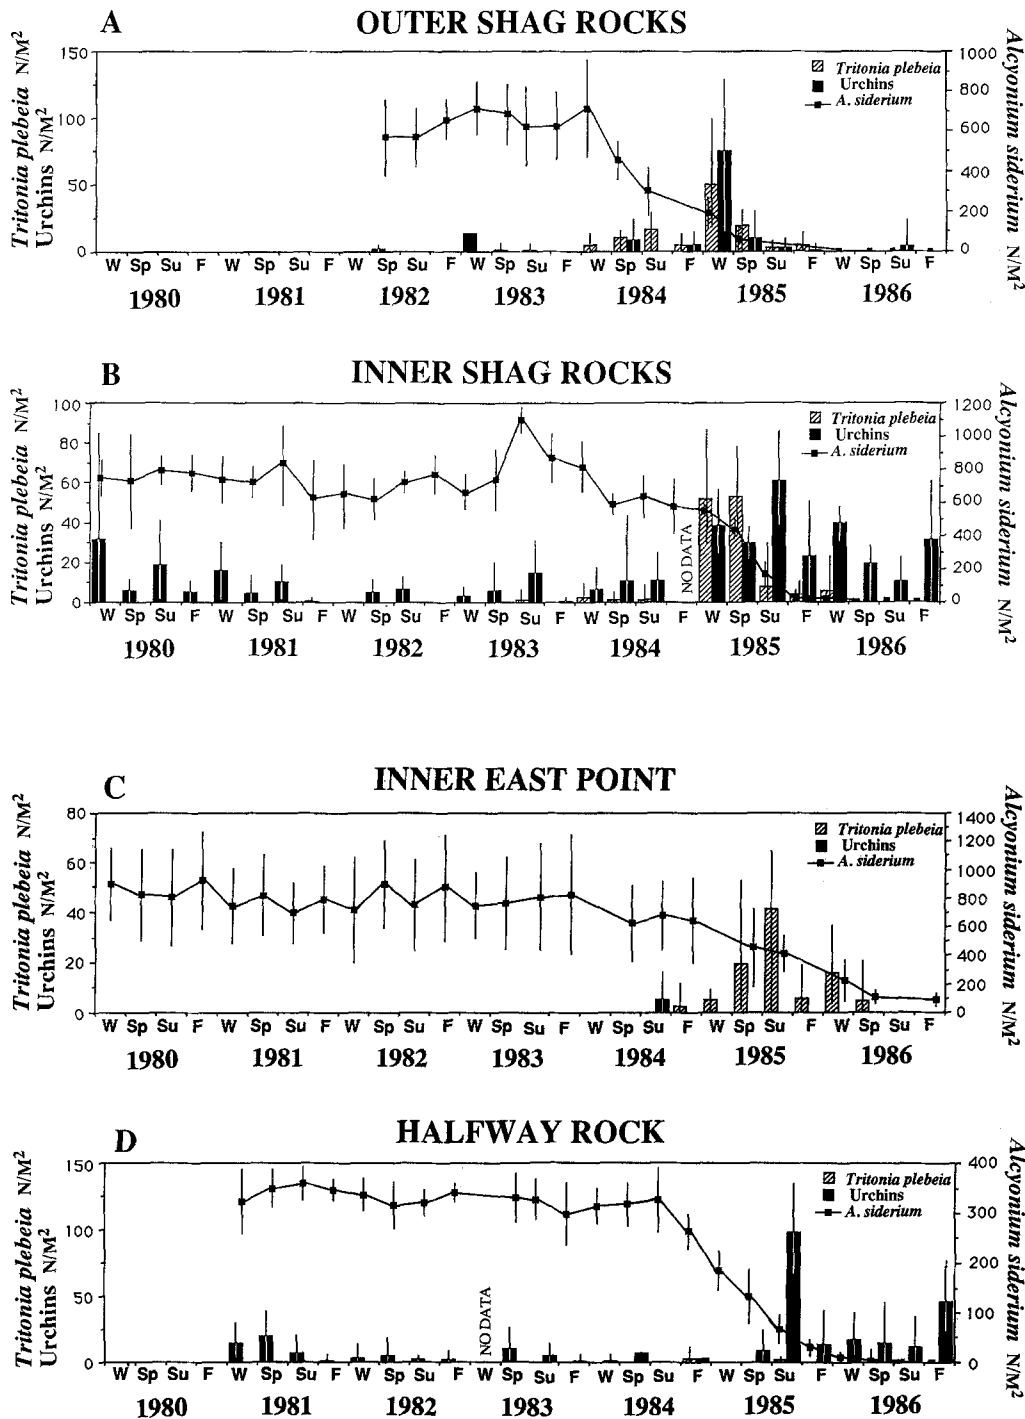 A OUTER SHAG ROCKS
Tritonia plebeia N/M²
Urchins N/M²
150
100
50
0
Tritonia plebeia
Urchins
A. siderium
1000
800
600
400
200
0
Alcyonium siderium N/M²
W Sp Su F W Sp Su F W Sp Su F W Sp Su F W Sp Su F W Sp Su F W Sp Su F
1980 1981 1982 1983 1984 1985 1986
B INNER SHAG ROCKS
Tritonia plebeia N/M²
Urchins N/M²
100
80
60
40
20
0
NO DATA
Tritonia plebeia
Urchins
A. siderium
1200
1000
800
600
400
200
0
Alcyonium siderium N/M²
W Sp Su F W Sp Su F W Sp Su F W Sp Su F W Sp Su F W Sp Su F W Sp Su F
1980 1981 1982 1983 1984 1985 1986
C INNER EAST POINT
Tritonia plebeia N/M²
Urchins N/M²
80
60
40
20
0
Tritonia plebeia
Urchins
A. siderium
1400
1200
1000
800
600
400
200
0
Alcyonium siderium N/M²
W Sp Su F W Sp Su F W Sp Su F W Sp Su F W Sp Su F W Sp Su F W Sp Su F
1980 1981 1982 1983 1984 1985 1986
D HALFWAY ROCK
Tritonia plebeia N/M²
Urchins N/M²
150
100
50
0
NO DATA
Tritonia plebeia
Urchins
A. siderium
400
300
200
100
0
Alcyonium siderium N/M²
W Sp Su F W Sp Su F W Sp Su F W Sp Su F W Sp Su F W Sp Su F W Sp Su F
1980 1981 1982 1983 1984 1985 1986